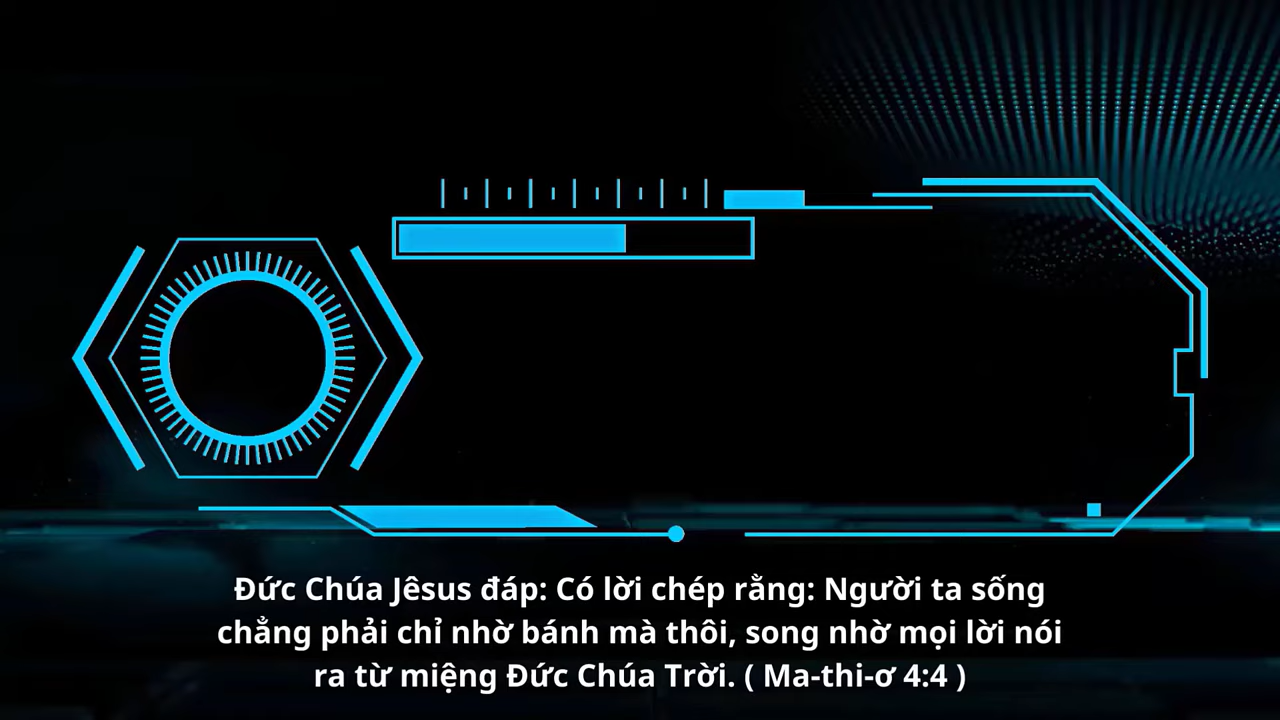 Đức Chúa Jêsus đáp: Có lời chép rằng: Người ta sống
chẳng phải chỉ nhờ bánh mà thôi, song nhờ mọi lời nói
ra từ miệng Đức Chúa Trời. ( Ma-thi-ơ 4:4 )